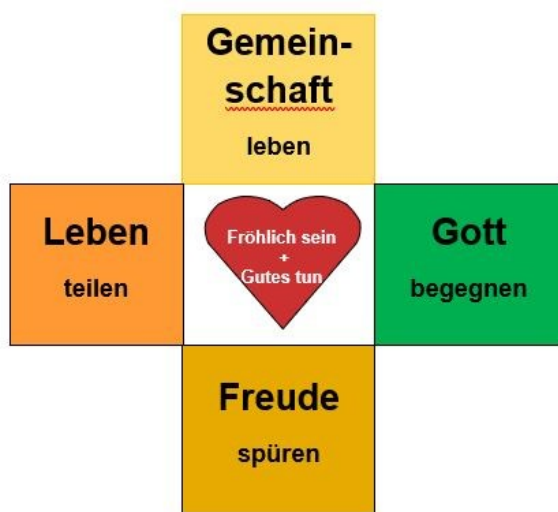 Gemein-
schaft
leben
Leben
teilen
Fröhlich sein
+
Gutes tun
Gott
begegnen
Freude
spüren